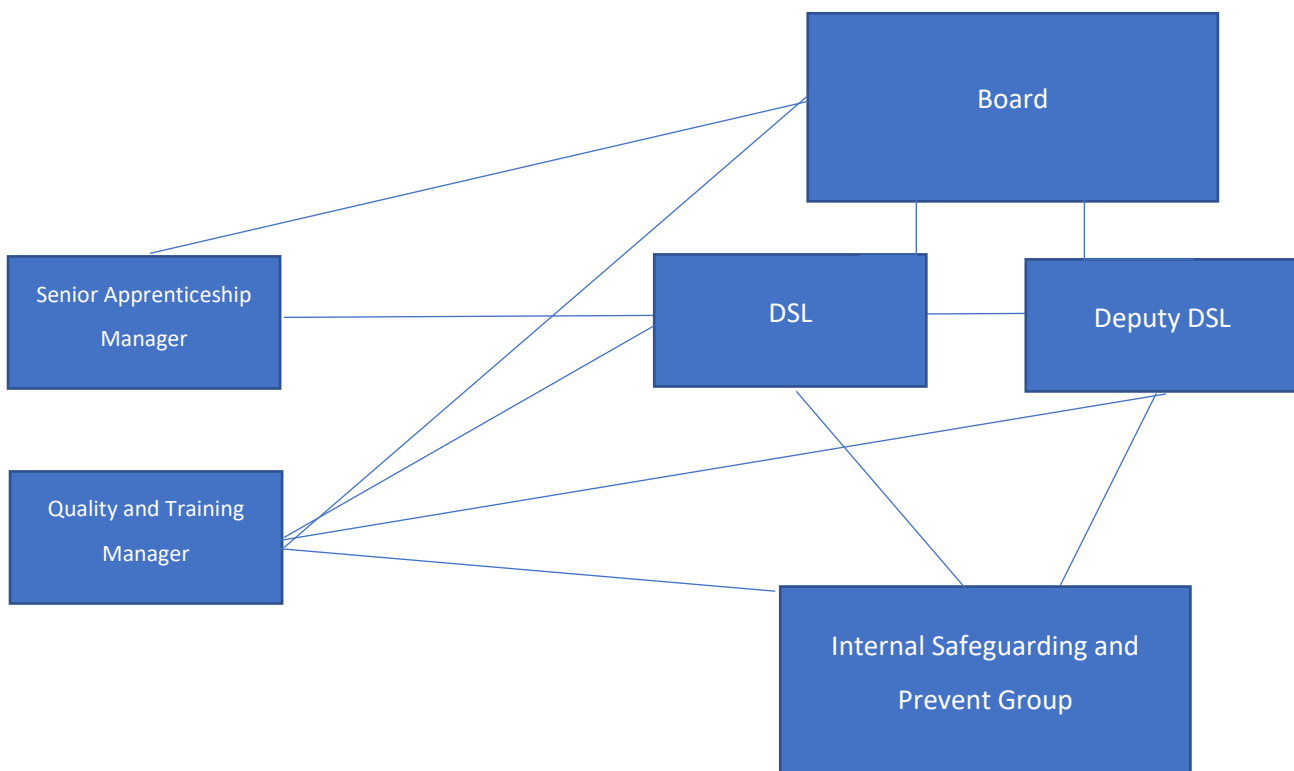 Board
Senior Apprenticeship
Manager
DSL
Deputy DSL
Quality and Training
Manager
Internal Safeguarding and
Prevent Group